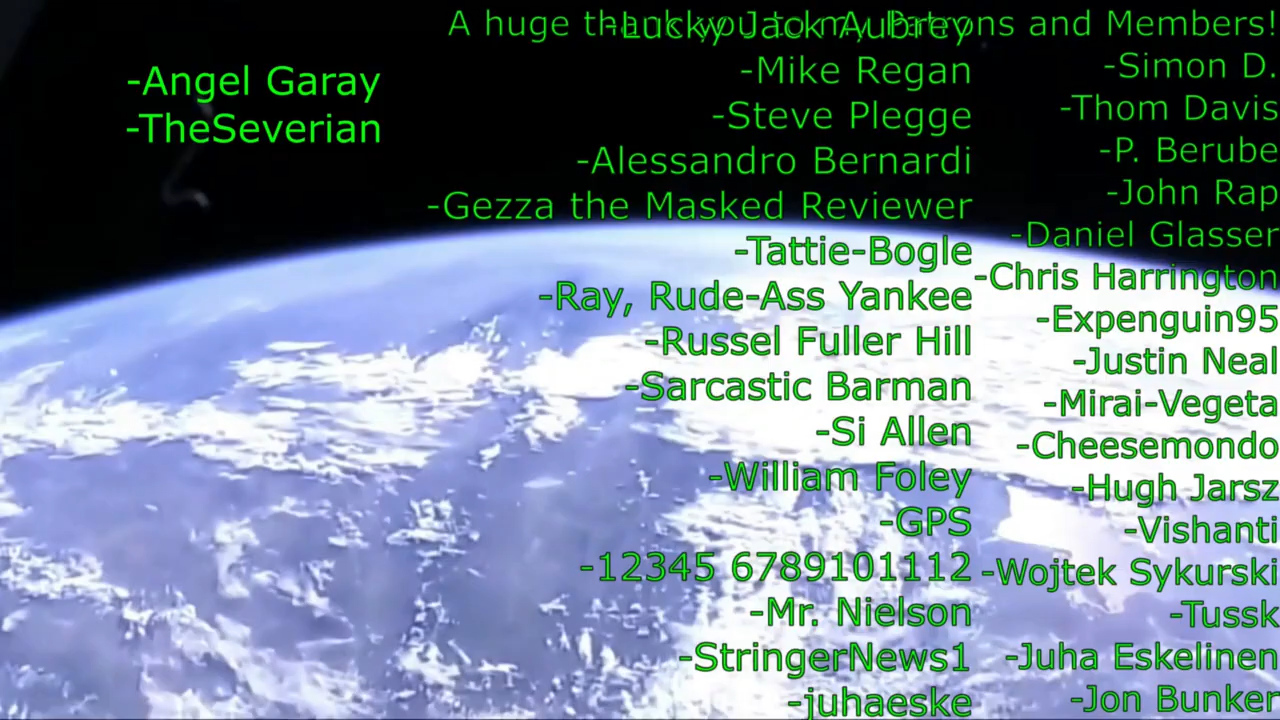 A huge thank you to my Patrons and Members!
-Angel Garay
-TheSeverian
-Lucky Jack Aubrey
-Mike Regan
-Steve Plegge
-Alessandro Bernardi
-Gezza the Masked Reviewer
-Tattie-Bogle
-Ray, Rude-Ass Yankee
-Russel Fuller Hill
-Sarcastic Barman
-Si Allen
-William Foley
-GPS
-12345 6789101112
-Mr. Nielson
-StringerNews1
-juhaeske
-Simon D.
-Thom Davis
-P. Berube
-John Rap
-Daniel Glasser
-Chris Harrington
-Expenguin95
-Justin Neal
-Mirai-Vegeta
-Cheesemondo
-Hugh Jarsz
-Vishanti
-Wojtek Sykurski
-Tussk
-Juha Eskelinen
-Jon Bunker